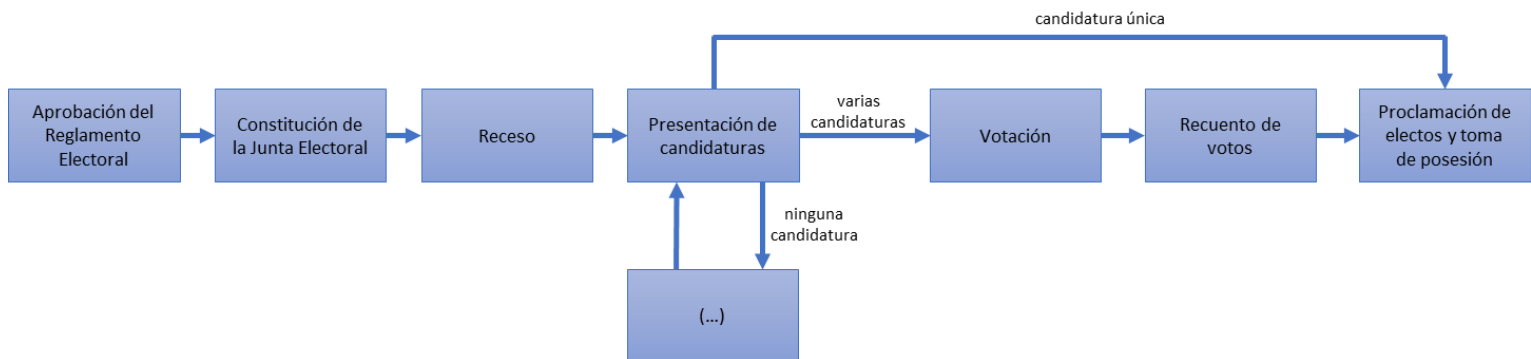 candidatura única
Aprobación del
Reglamento
Electoral
Constitución de
la Junta Electoral
Receso
Presentación de
candidaturas
varias
candidaturas
Votación
Recuento de
votos
Proclamación de
electos y toma
de posesión
ninguna
candidatura
(...)